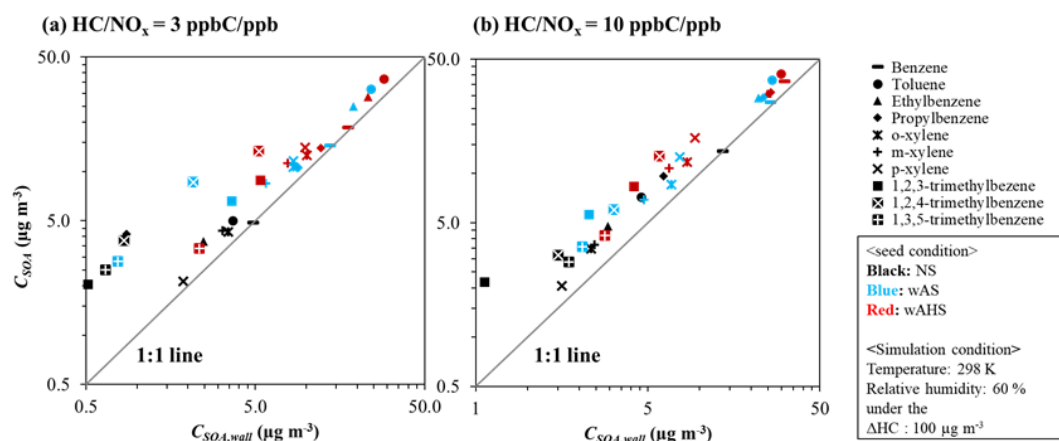 (a) HC/NOx = 3 ppbC/ppb
50.0
5.0
0.5
CSOA (µg m-3)
1:1 line
0.5
5.0
50.0
CSOA,wall (µg m-3)
(b) HC/NOx = 10 ppbC/ppb
50.0
5.0
0.5
1:1 line
1
5
50
CSOA,wall (µg m-3)
Benzene
Toluene
Ethylbenzene
Propylbenzene
o-xylene
m-xylene
p-xylene
1,2,3-trimethylbezene
1,2,4-trimethylbenzene
1,3,5-trimethylbenzene
<seed condition>
Black: NS
Blue: wAS
Red: wAHS
<Simulation condition>
Temperature: 298 K
Relative humidity: 60 %
under the
ΔHC : 100 µg m-3